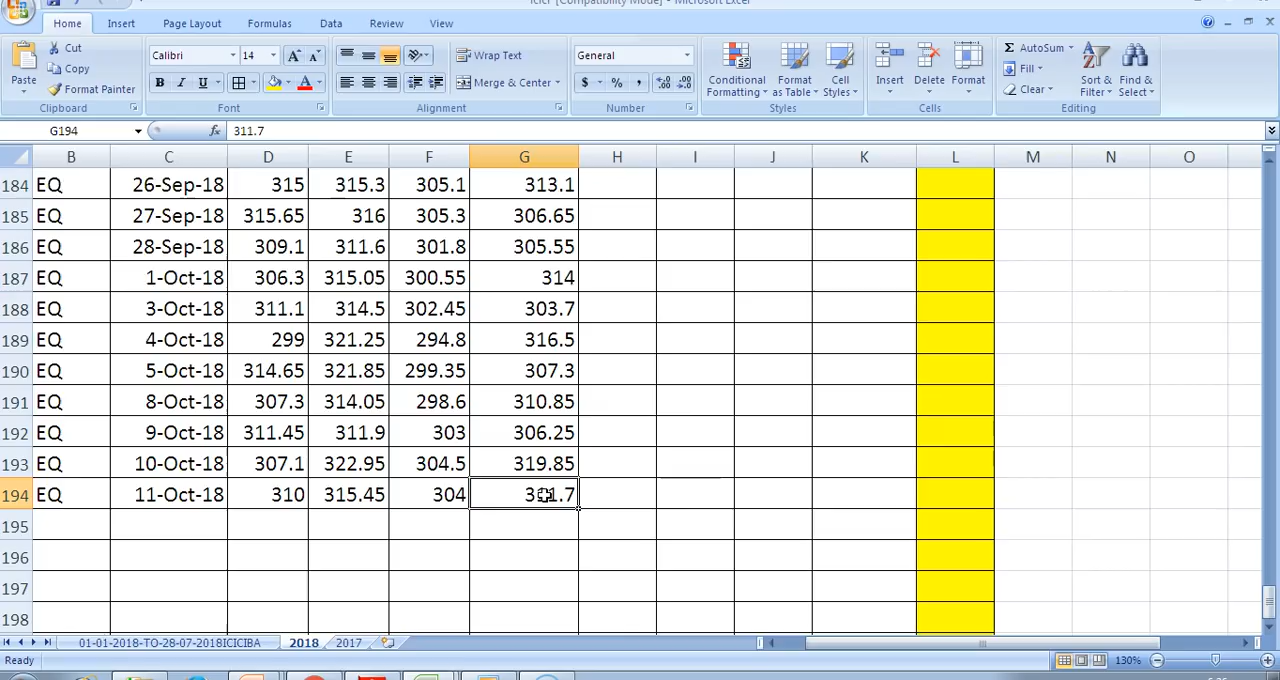 icicr [Compatibility Mode] - Microsoft Excel
Home Insert Page Layout Formulas Data Review View
Paste Cut Copy Format Painter Clipboard
Calibri 14 B I U A A Font
Wrap Text Merge & Center Alignment
General $ % , Number
Conditional Formatting Format as Table Cell Styles Styles
Insert Delete Format Cells
Σ AutoSum Fill Clear Sort & Filter Find & Select Editing
G194 fx 311.7
B C D E F G H I J K L M N O
184 EQ 26-Sep-18 315 315.3 305.1 313.1
185 EQ 27-Sep-18 315.65 316 305.3 306.65
186 EQ 28-Sep-18 309.1 311.6 301.8 305.55
187 EQ 1-Oct-18 306.3 315.05 300.55 314
188 EQ 3-Oct-18 311.1 314.5 302.45 303.7
189 EQ 4-Oct-18 299 321.25 294.8 316.5
190 EQ 5-Oct-18 314.65 321.85 299.35 307.3
191 EQ 8-Oct-18 307.3 314.05 298.6 310.85
192 EQ 9-Oct-18 311.45 311.9 303 306.25
193 EQ 10-Oct-18 307.1 322.95 304.5 319.85
194 EQ 11-Oct-18 310 315.45 304 311.7
195
196
197
198
01-01-2018-TO-28-07-2018ICICIBA 2018 2017
Ready 130%